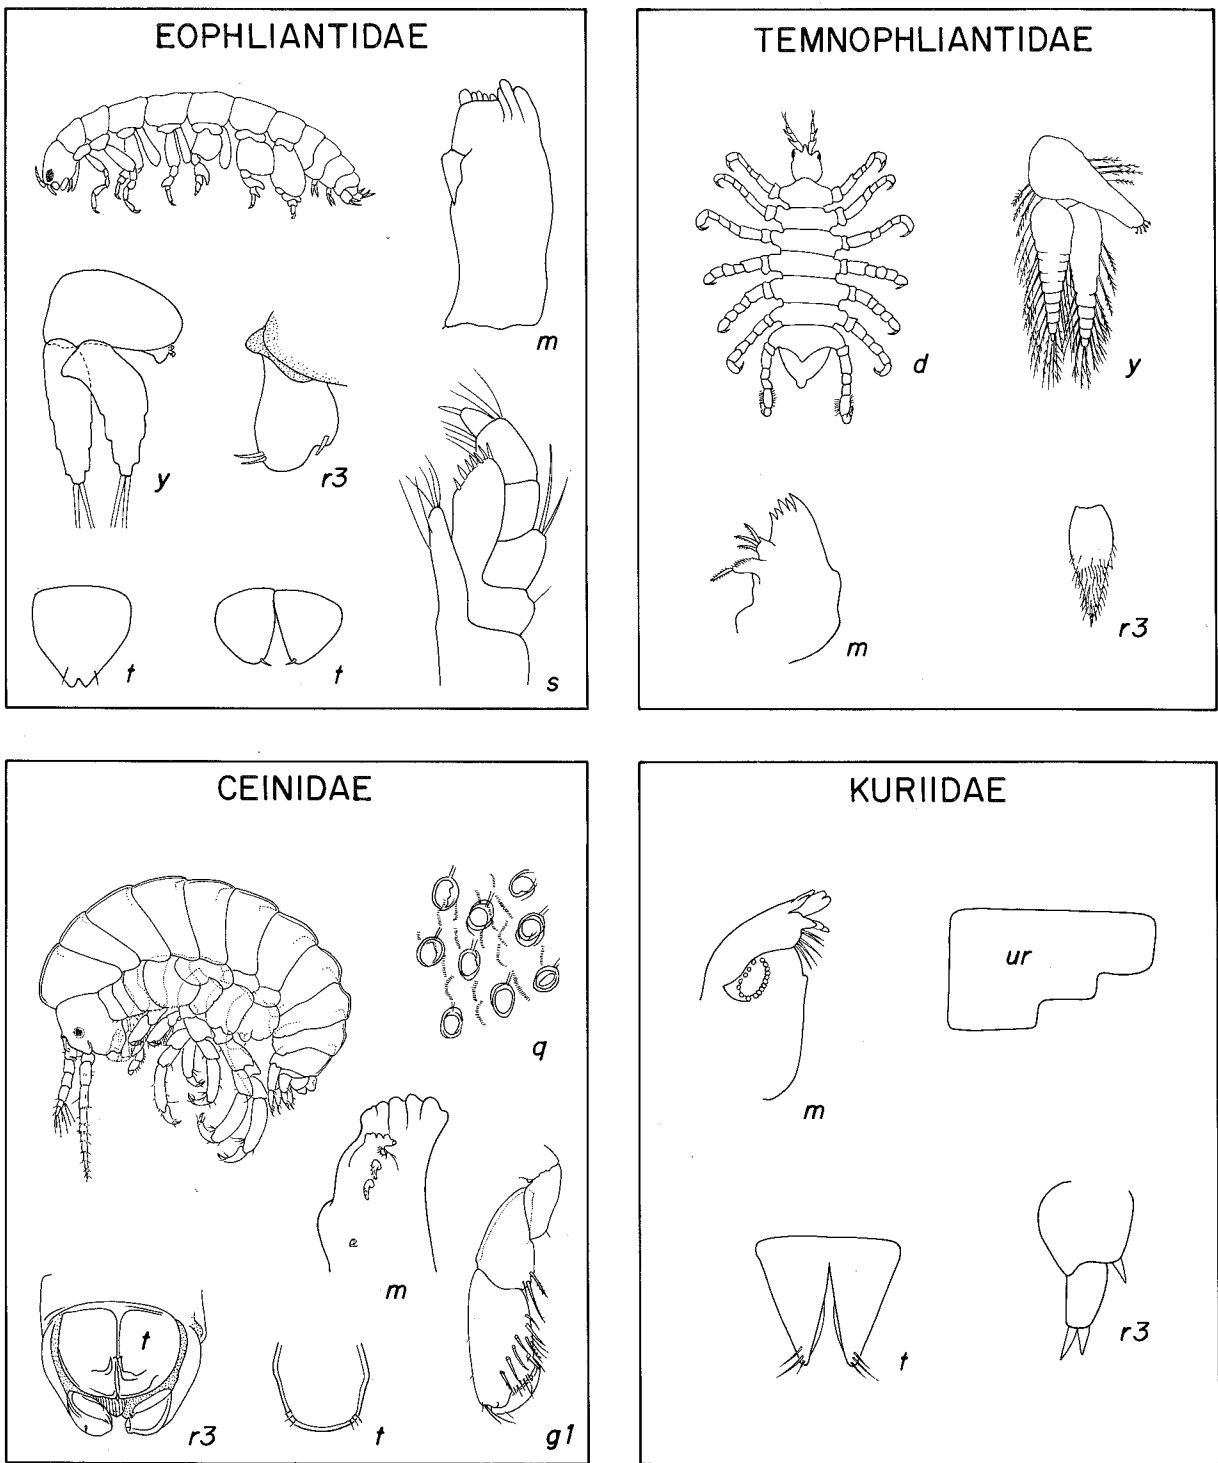 EOPHLIANTIDAE
m
y
r3
t
t
s
TEMNOPHLIANTIDAE
d
y
m
r3
CEINIDAE
q
m
t
r3
t
g1
KURIIDAE
m
ur
t
r3